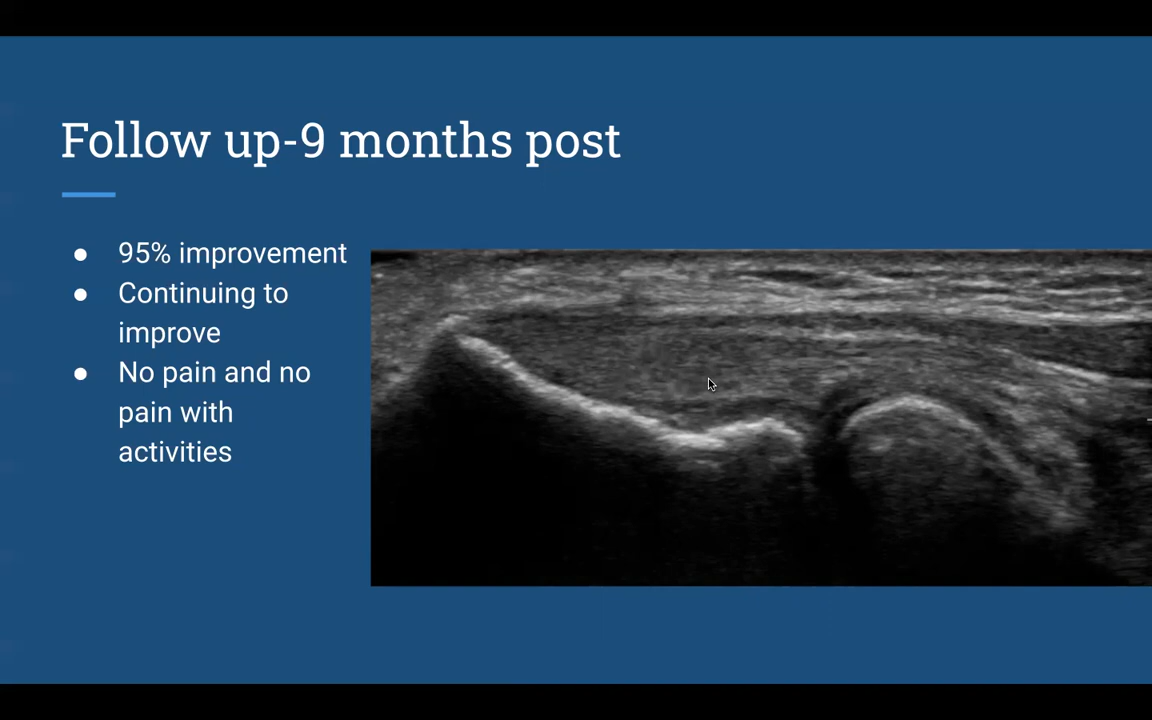 Follow up-9 months post
● 95% improvement
● Continuing to
improve
● No pain and no
pain with
activities